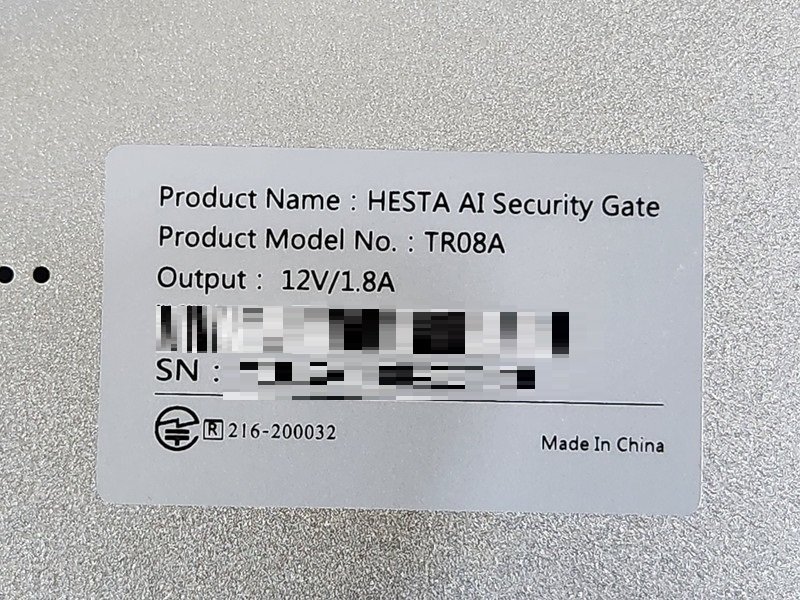 Product Name : HESTA AI Security Gate
Product Model No. : TR08A
Output : 12V/1.8A
SN :
R 216-200032
Made In China